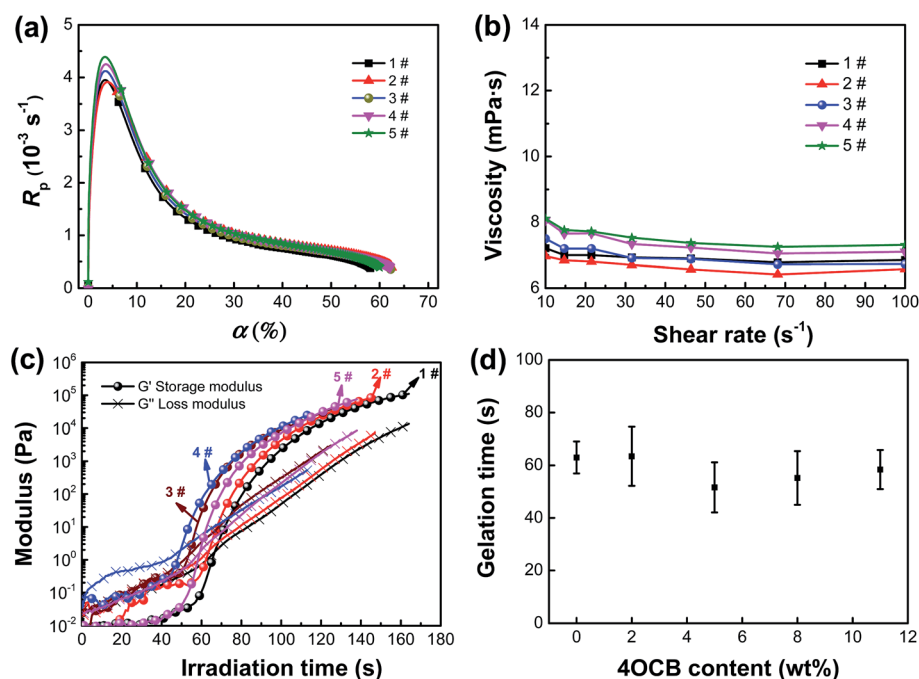 (a)
5
4
3
2
1
0
Rp (10-3 s-1)
1 #
2 #
3 #
4 #
5 #
0 10 20 30 40 50 60 70
α (%)
(b)
14
12
10
8
6
Viscosity (mPa·s)
1 #
2 #
3 #
4 #
5 #
10 20 30 40 50 60 70 80 90 100
Shear rate (s-1)
(c)
10^6
10^5
10^4
10^3
10^2
10^1
10^0
10^-1
10^-2
Modulus (Pa)
G' Storage modulus
G'' Loss modulus
5 #
2 #
1 #
4 #
3 #
0 20 40 60 80 100 120 140 160 180
Irradiation time (s)
(d)
100
80
60
40
20
0
Gelation time (s)
0 2 4 6 8 10 12
4OCB content (wt%)